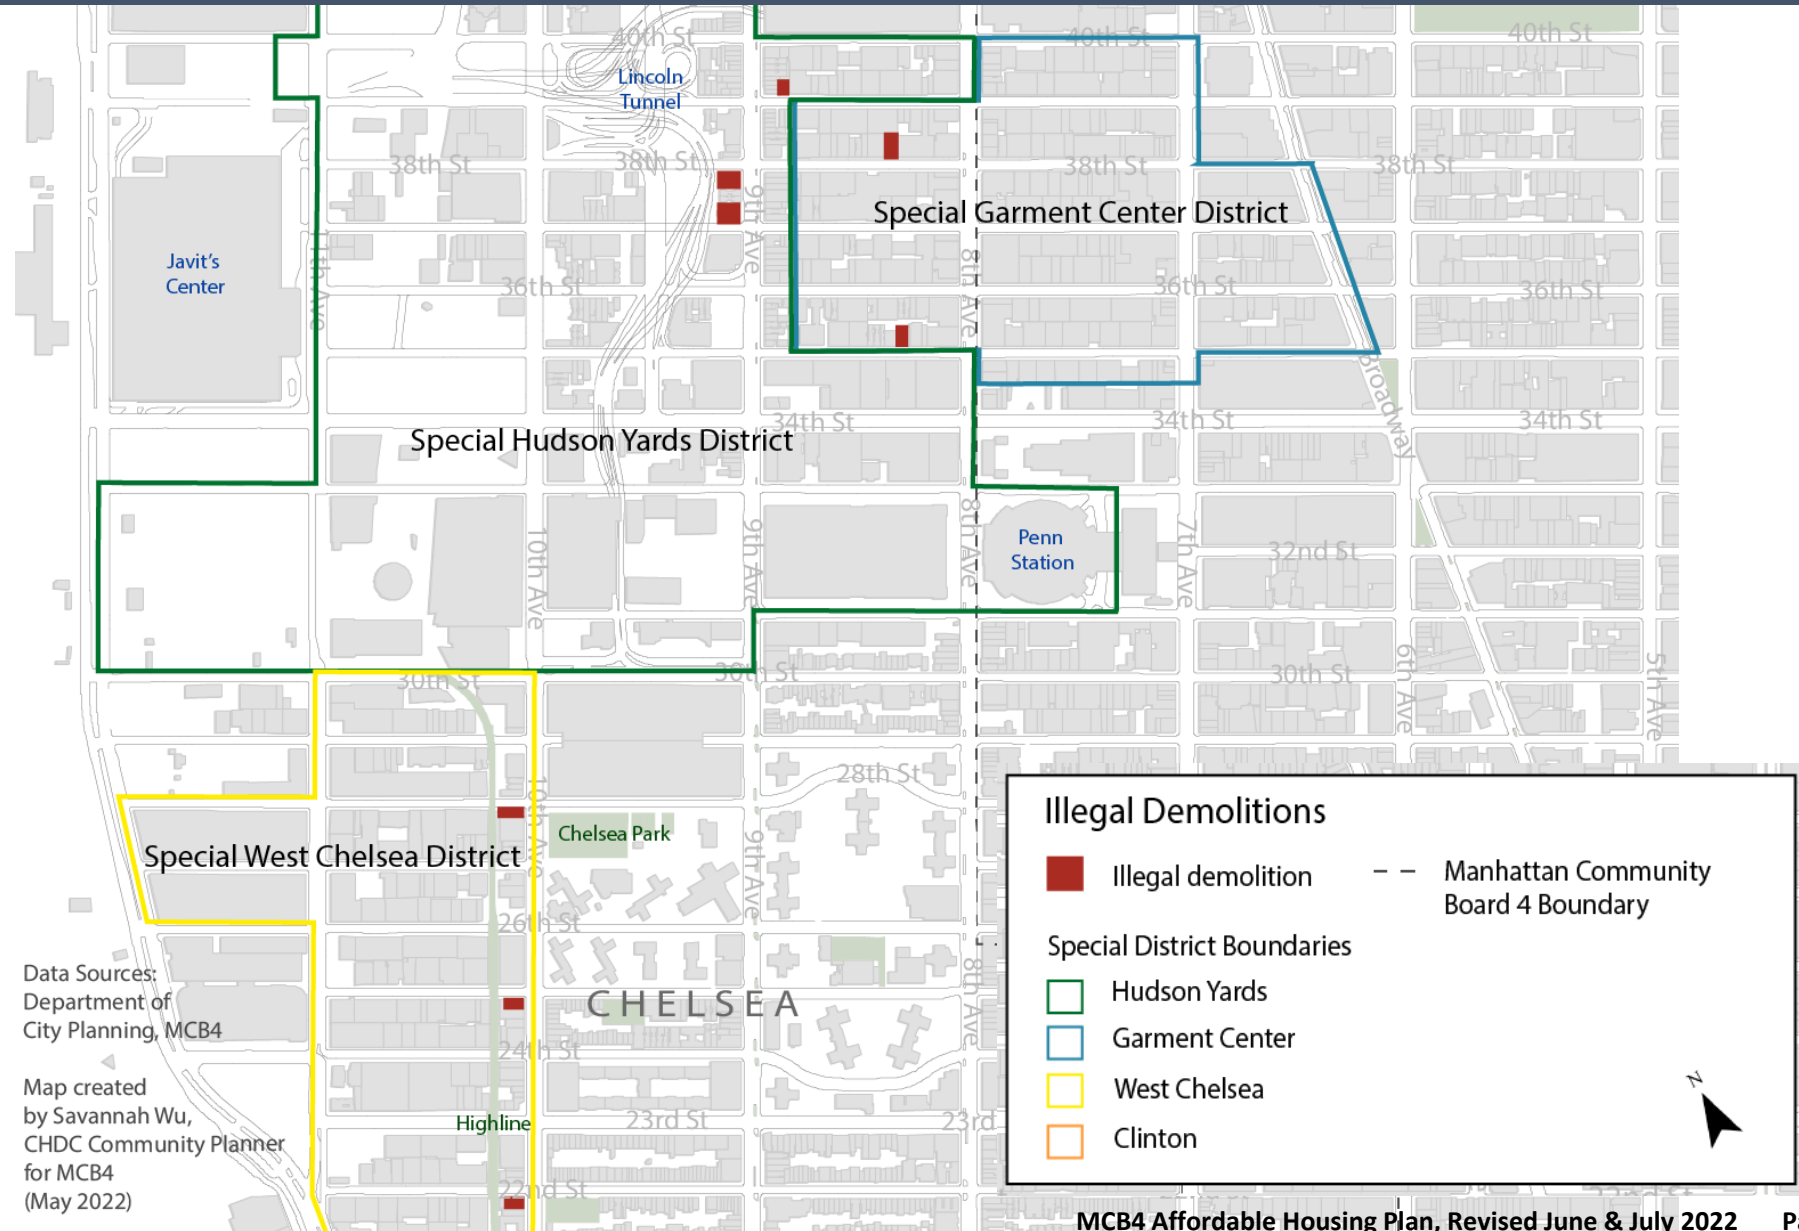 40th St
40th St
40th St
Lincoln
Tunnel
38th St
38th St
38th St
38th St
9th Ave
Special Garment Center District
Javit's
Center
11th Ave
8th Ave
36th St
36th St
36th St
Broadway
34th St
34th St
34th St
Special Hudson Yards District
10th Ave
9th Ave
8th Ave
Penn
Station
7th Ave
32nd St
30th St
30th St
30th St
6th Ave
5th Ave
28th St
10th Ave
Chelsea Park
9th Ave
Special West Chelsea District
26th St
8th Ave
CHELSEA
24th St
Highline
23rd St
23rd
22nd St
22nd St
Data Sources:
Department of
City Planning, MCB4
Map created
by Savannah Wu,
CHDC Community Planner
for MCB4
(May 2022)
Illegal Demolitions
Illegal demolition
Manhattan Community
Board 4 Boundary
Special District Boundaries
Hudson Yards
Garment Center
West Chelsea
Clinton
N
MCB4 Affordable Housing Plan, Revised June & July 2022